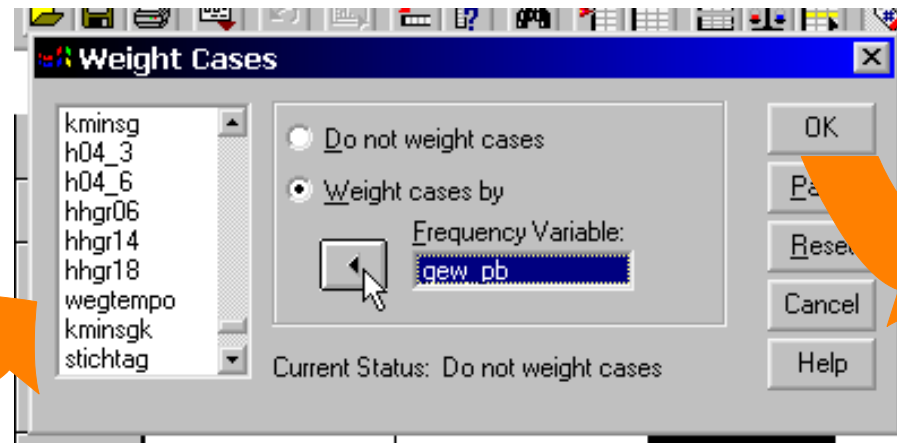 Weight Cases
kminsg
h04_3
h04_6
hhgr06
hhgr14
hhgr18
wegtempo
kminsgk
stichtag
Do not weight cases
Weight cases by
Frequency Variable:
gew_pb
Current Status: Do not weight cases
OK
Cancel
Help